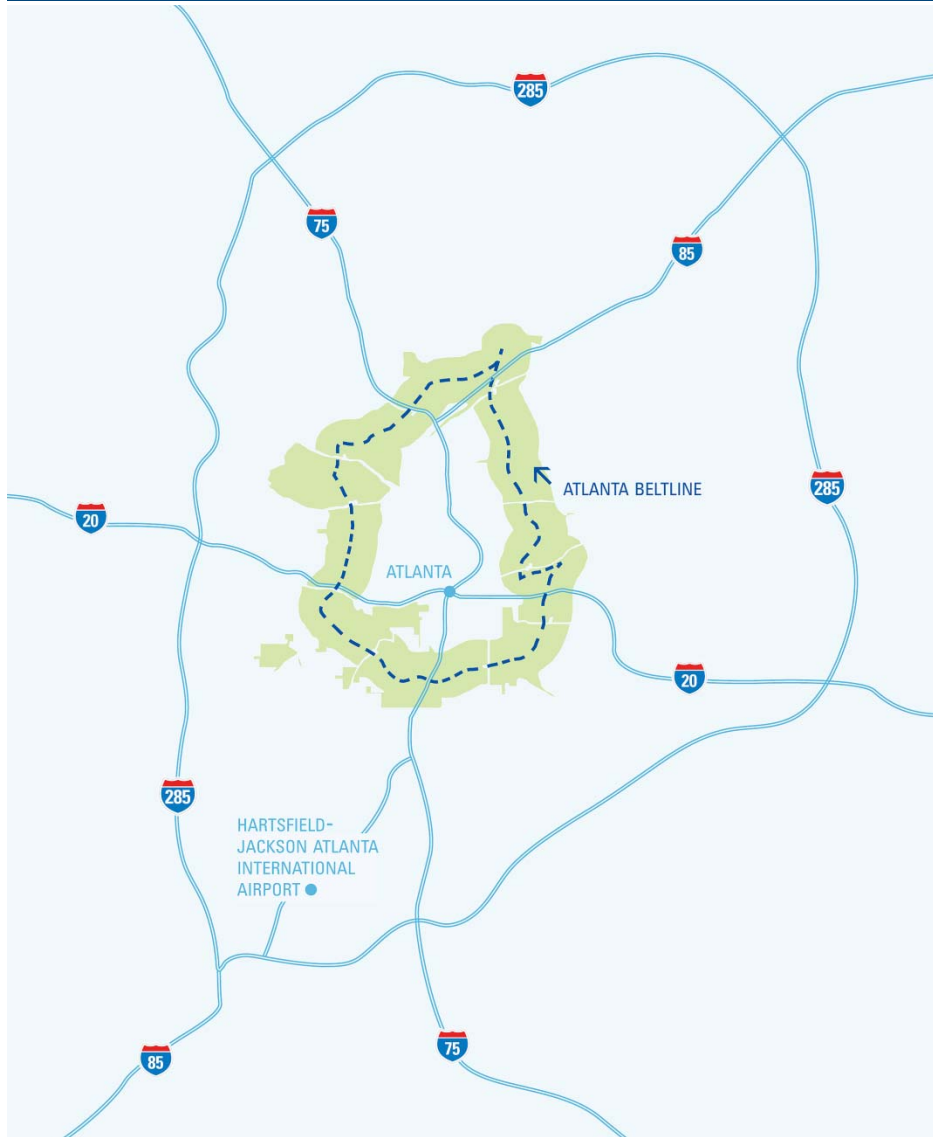 285
75
85
ATLANTA BELTLINE
285
20
ATLANTA
20
285
HARTSFIELD-
JACKSON ATLANTA
INTERNATIONAL
AIRPORT
75
85